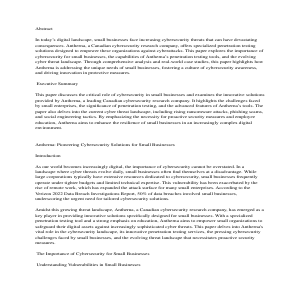 Abstract
In today's digital landscape, small businesses face increasing cybersecurity threats that can have devastating
consequences. Anthema, a Canadian cybersecurity research company, offers specialized penetration testing
solutions designed to empower these organizations against cyberattacks. This paper explores the importance of
cybersecurity for small businesses, the capabilities of Anthema's penetration testing tools, and the evolving
cyber threat landscape. Through comprehensive analysis and real-world case studies, this paper highlights how
Anthema is addressing the unique needs of small businesses, fostering a culture of cybersecurity awareness,
and driving innovation in protective measures.
Executive Summary
This paper discusses the critical role of cybersecurity in small businesses and examines the innovative solutions
provided by Anthema, a leading Canadian cybersecurity research company. It highlights the challenges faced
by small enterprises, the significance of penetration testing, and the advanced features of Anthema's tools. The
paper also delves into the current cyber threat landscape, including rising ransomware attacks, phishing scams,
and social engineering tactics. By emphasizing the necessity for proactive security measures and employee
education, Anthema aims to enhance the resilience of small businesses in an increasingly complex digital
environment.
Anthema: Pioneering Cybersecurity Solutions for Small Businesses
Introduction
As our world becomes increasingly digital, the importance of cybersecurity cannot be overstated. In a
landscape where cyber threats evolve daily, small businesses often find themselves at a disadvantage. While
large corporations typically have extensive resources dedicated to cybersecurity, small businesses frequently
operate under tight budgets and limited technical expertise. This vulnerability has been exacerbated by the
rise of remote work, which has expanded the attack surface for many small enterprises. According to the
Verizon 2022 Data Breach Investigations Report, of data breaches involved small businesses,
underscoring the urgent need for tailored cybersecurity solutions.
Amidst this growing threat landscape, Anthema, a Canadian cybersecurity research company, has emerged as a
key player in providing innovative solutions specifically designed for small businesses. With a specialized
penetration testing tool and a strong emphasis on education, Anthema aims to empower small organizations to
safeguard their digital assets against increasingly sophisticated cyber threats. This paper delves into Anthema's
vital role in the cybersecurity landscape, its innovative penetration testing services, the pressing cybersecurity
challenges faced by small businesses, and the evolving threat landscape that necessitates proactive security
measures.
The Importance of Cybersecurity for Small Businesses
Understanding Vulnerabilities in Small Businesses